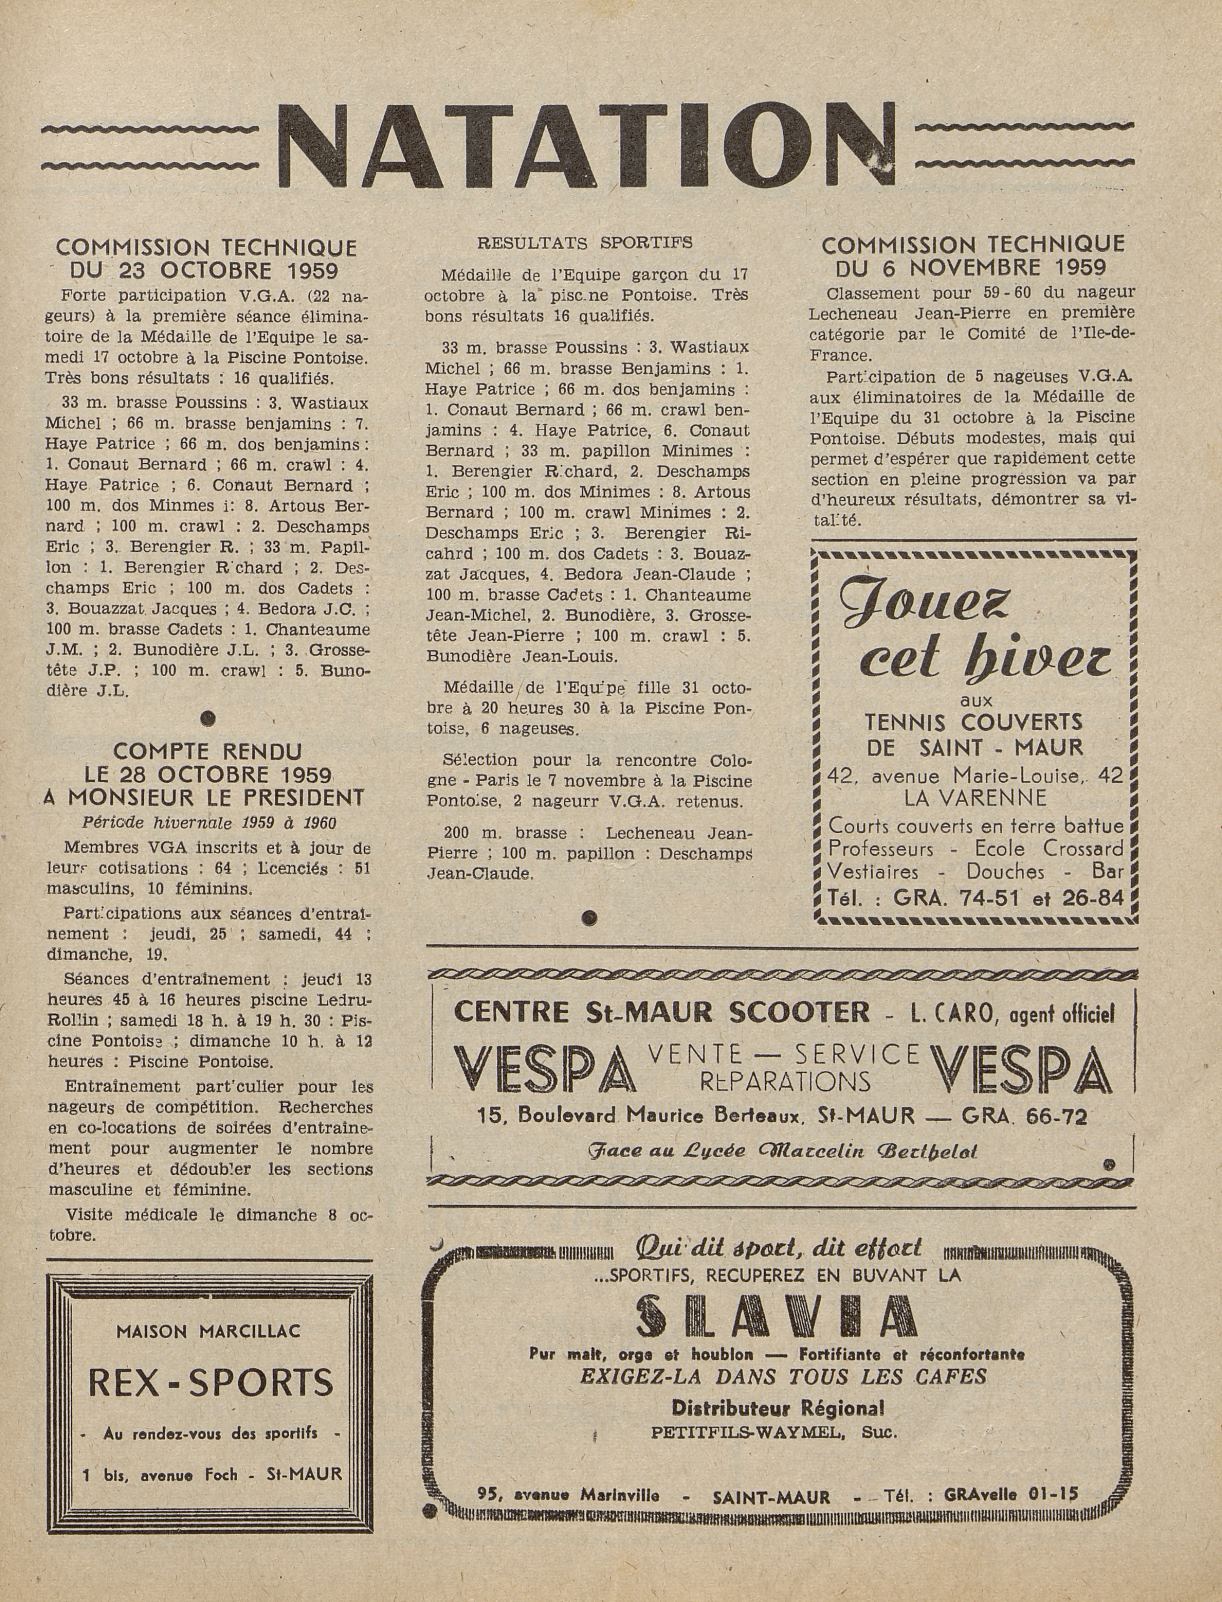 NATATION
COMMISSION TECHNIQUE
DU 23 OCTOBRE 1959
Forte participation V.G.A. (22 na-
geurs) à la première séance élimina-
toire de la Médaille de l'Equipe le sa-
medi 17 octobre à la Piscine Pontoise.
Très bons résultats : 16 qualifiés.
33 m. brasse Poussins : 3. Wastiaux
Michel ; 66 m. brasse benjamins : 7.
Haye Patrice ; 66 m. dos benjamins :
1. Conaut Bernard ; 66 m. crawl : 4.
Haye Patrice ; 6. Conaut Bernard ;
100 m. dos Minmes i: 8. Artous Ber-
nard ; 100 m. crawl : 2. Deschamps
Eric ; 3. Berengier R. ; 33 m. Papil-
lon : 1. Berengier Richard ; 2. Des-
champs Eric ; 100 m. dos Cadets :
3. Bouazzat Jacques ; 4. Bedora J.C. ;
100 m. brasse Cadets : 1. Chanteaume
J.M. ; 2. Bunodière J.L. ; 3. Grosse-
tête J.P. ; 100 m. crawl : 5. Buno-
dière J.L.
COMPTE RENDU
LE 28 OCTOBRE 1959
A MONSIEUR LE PRESIDENT
Période hivernale 1959 à 1960
Membres VGA inscrits et à jour de
leurs cotisations : 64 ; Licenciés : 51
masculins, 10 féminins.
Participations aux séances d'entraî-
nement : jeudi, 25 ; samedi, 44 ;
dimanche, 19.
Séances d'entraînement : jeudi 13
heures 45 à 16 heures piscine Ledru-
Rollin ; samedi 18 h. à 19 h. 30 : Pis-
cine Pontoise ; dimanche 10 h. à 12
heures : Piscine Pontoise.
Entraînement particulier pour les
nageurs de compétition. Recherches
en co-locations de soirées d'entraîne-
ment pour augmenter le nombre
d'heures et dédoubler les sections
masculine et féminine.
Visite médicale le dimanche 8 oc-
tobre.
MAISON MARCILLAC
REX-SPORTS
- Au rendez-vous des sportifs -
1 bis, avenue Foch - St-MAUR
RESULTATS SPORTIFS
Médaille de l'Equipe garçon du 17
octobre à la piscine Pontoise. Très
bons résultats 16 qualifiés.
33 m. brasse Poussins : 3. Wastiaux
Michel ; 66 m. brasse Benjamins : 1.
Haye Patrice ; 66 m. dos benjamins :
1. Conaut Bernard ; 66 m. crawl ben-
jamins : 4. Haye Patrice, 6. Conaut
Bernard ; 33 m. papillon Minimes :
1. Berengier Richard, 2. Deschamps
Eric ; 100 m. dos Minimes : 8. Artous
Bernard ; 100 m. crawl Minimes : 2.
Deschamps Eric ; 3. Berengier Ri-
cahrd ; 100 m. dos Cadets : 3. Bouaz-
zat Jacques, 4. Bedora Jean-Claude ;
100 m. brasse Cadets : 1. Chanteaume
Jean-Michel, 2. Bunodière, 3. Grosse-
tête Jean-Pierre ; 100 m. crawl : 5.
Bunodière Jean-Louis.
Médaille de l'Equipe fille 31 octo-
bre à 20 heures 30 à la Piscine Pon-
toise, 6 nageuses.
Sélection pour la rencontre Colo-
gne - Paris le 7 novembre à la Piscine
Pontoise, 2 nageurr V.G.A. retenus.
200 m. brasse : Lecheneau Jean-
Pierre ; 100 m. papillon : Deschamps
Jean-Claude.
COMMISSION TECHNIQUE
DU 6 NOVEMBRE 1959
Classement pour 59-60 du nageur
Lecheneau Jean-Pierre en première
catégorie par le Comité de l'Ile-de-
France.
Participation de 5 nageuses V.G.A.
aux éliminatoires de la Médaille de
l'Equipe du 31 octobre à la Piscine
Pontoise. Débuts modestes, mais qui
permet d'espérer que rapidement cette
section en pleine progression va par
d'heureux résultats, démontrer sa vi-
talité.
Jouez
cet hiver
aux
TENNIS COUVERTS
DE SAINT - MAUR
42, avenue Marie-Louise, 42
LA VARENNE
Courts couverts en terre battue
Professeurs - Ecole Crossard
Vestiaires - Douches - Bar
Tél. : GRA. 74-51 et 26-84
CENTRE St-MAUR SCOOTER - L. CARO, agent officiel
VESPA VENTE — SERVICE VESPA
REPARATIONS
15, Boulevard Maurice Berteaux, St-MAUR — GRA. 66-72
Face au Lycée Marcelin Berthelot
Qui dit sport, dit effort
...SPORTIFS, RECUPEREZ EN BUVANT LA
SLAVIA
Pur malt, orge et houblon — Fortifiante et réconfortante
EXIGEZ-LA DANS TOUS LES CAFES
Distributeur Régional
PETITFILS-WAYMEL, Suc.
95, avenue Marinville - SAINT-MAUR - Tél. : GRAvelle 01-15